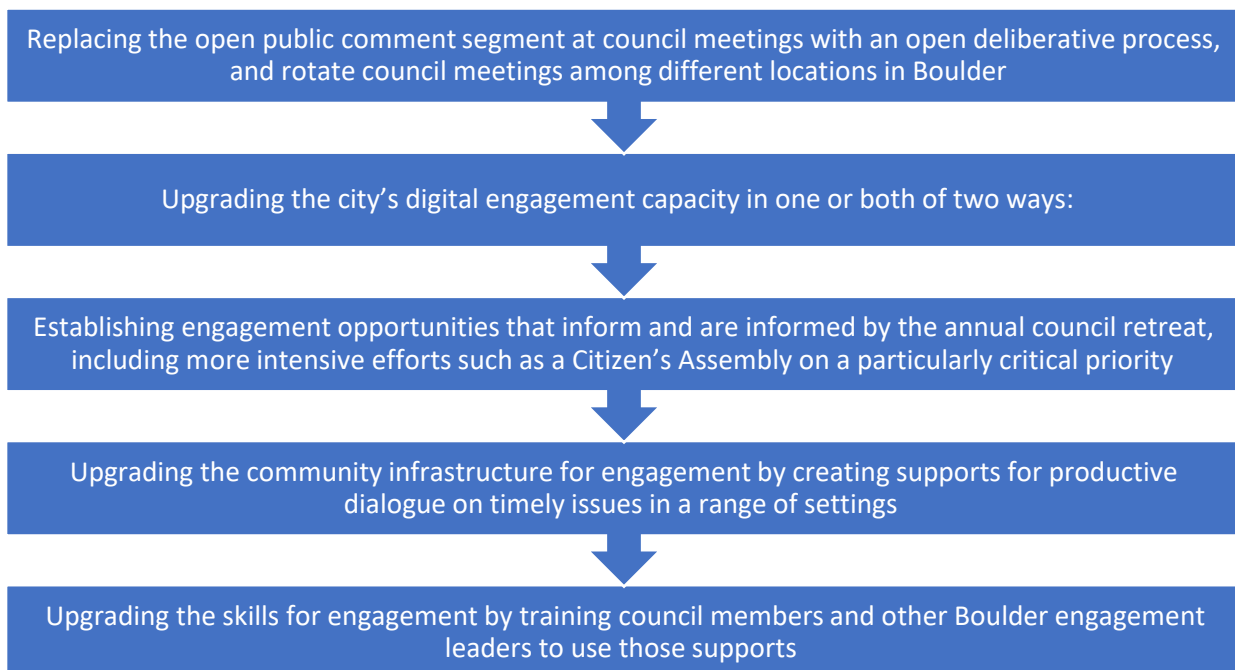 Replacing the open public comment segment at council meetings with an open deliberative process,
and rotate council meetings among different locations in Boulder
Upgrading the city’s digital engagement capacity in one or both of two ways:
Establishing engagement opportunities that inform and are informed by the annual council retreat,
including more intensive efforts such as a Citizen’s Assembly on a particularly critical priority
Upgrading the community infrastructure for engagement by creating supports for productive
dialogue on timely issues in a range of settings
Upgrading the skills for engagement by training council members and other Boulder engagement
leaders to use those supports